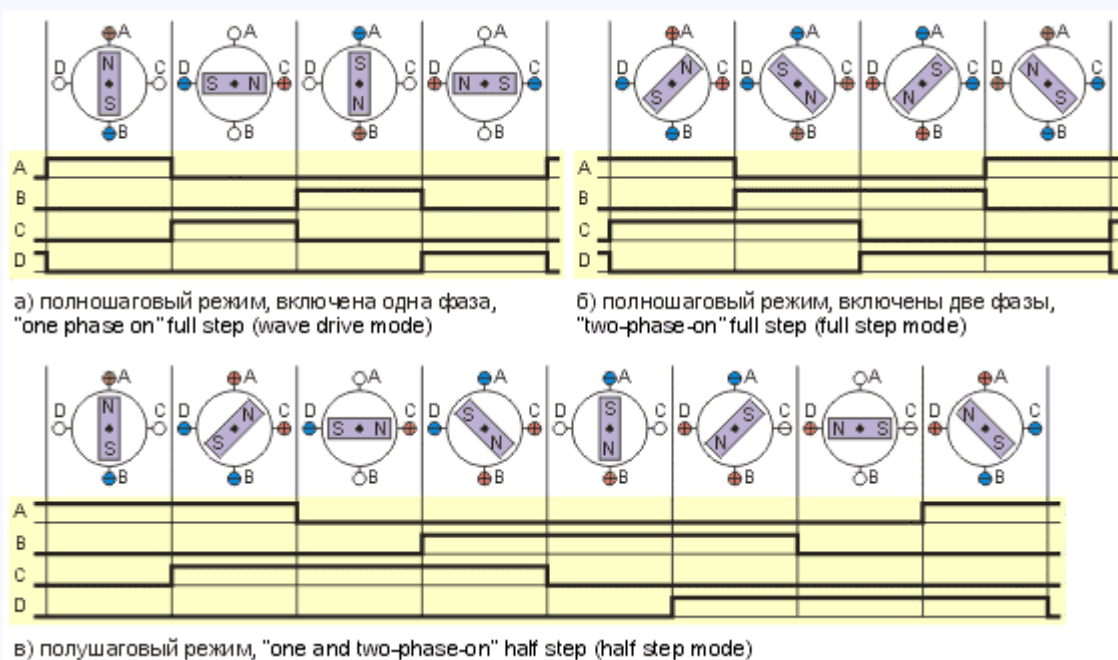 A A A A A A A A
D N C D C D S C D C D N C D S C D S C D N C
S S N N N S S N N S
B B B B B B B B
A A
B B
C C
D D
а) полношаговый режим, включена одна фаза,
"one phase on" full step (wave drive mode)
б) полношаговый режим, включены две фазы,
"two-phase-on" full step (full step mode)
A A A A A A A A
D N C D N C D C D S C D S C D S C D C D N C
S S S N N N N N S S
B B B B B B B B
A
B
C
D
в) полушаговый режим, "one and two-phase-on" half step (half step mode)